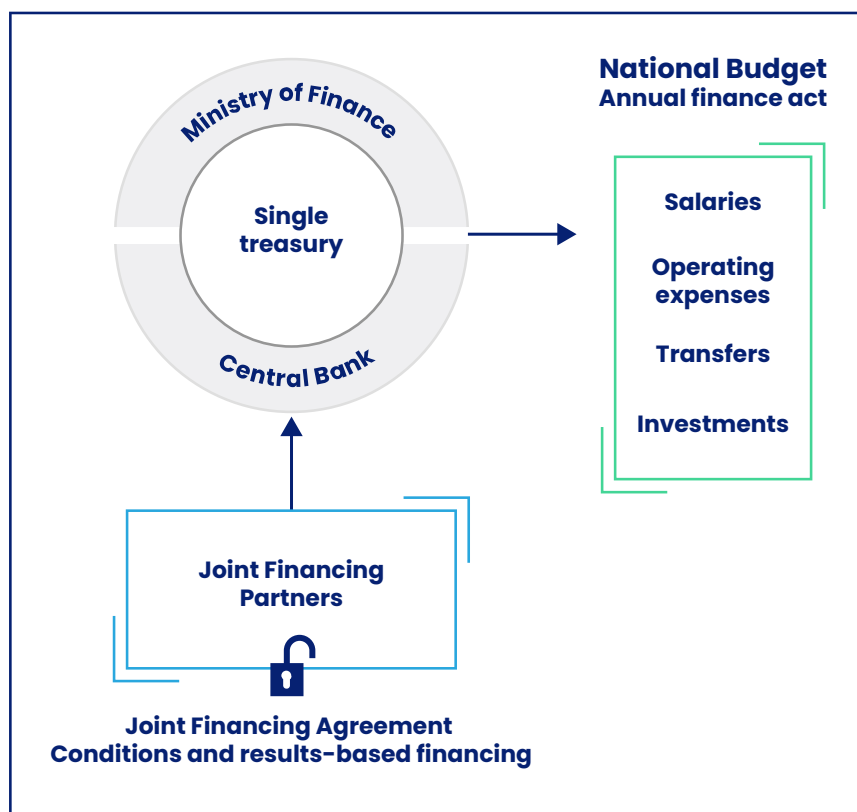 Ministry of Finance
Single
treasury
Central Bank
National Budget
Annual finance act
Salaries
Operating
expenses
Transfers
Investments
Joint Financing
Partners
Joint Financing Agreement
Conditions and results-based financing